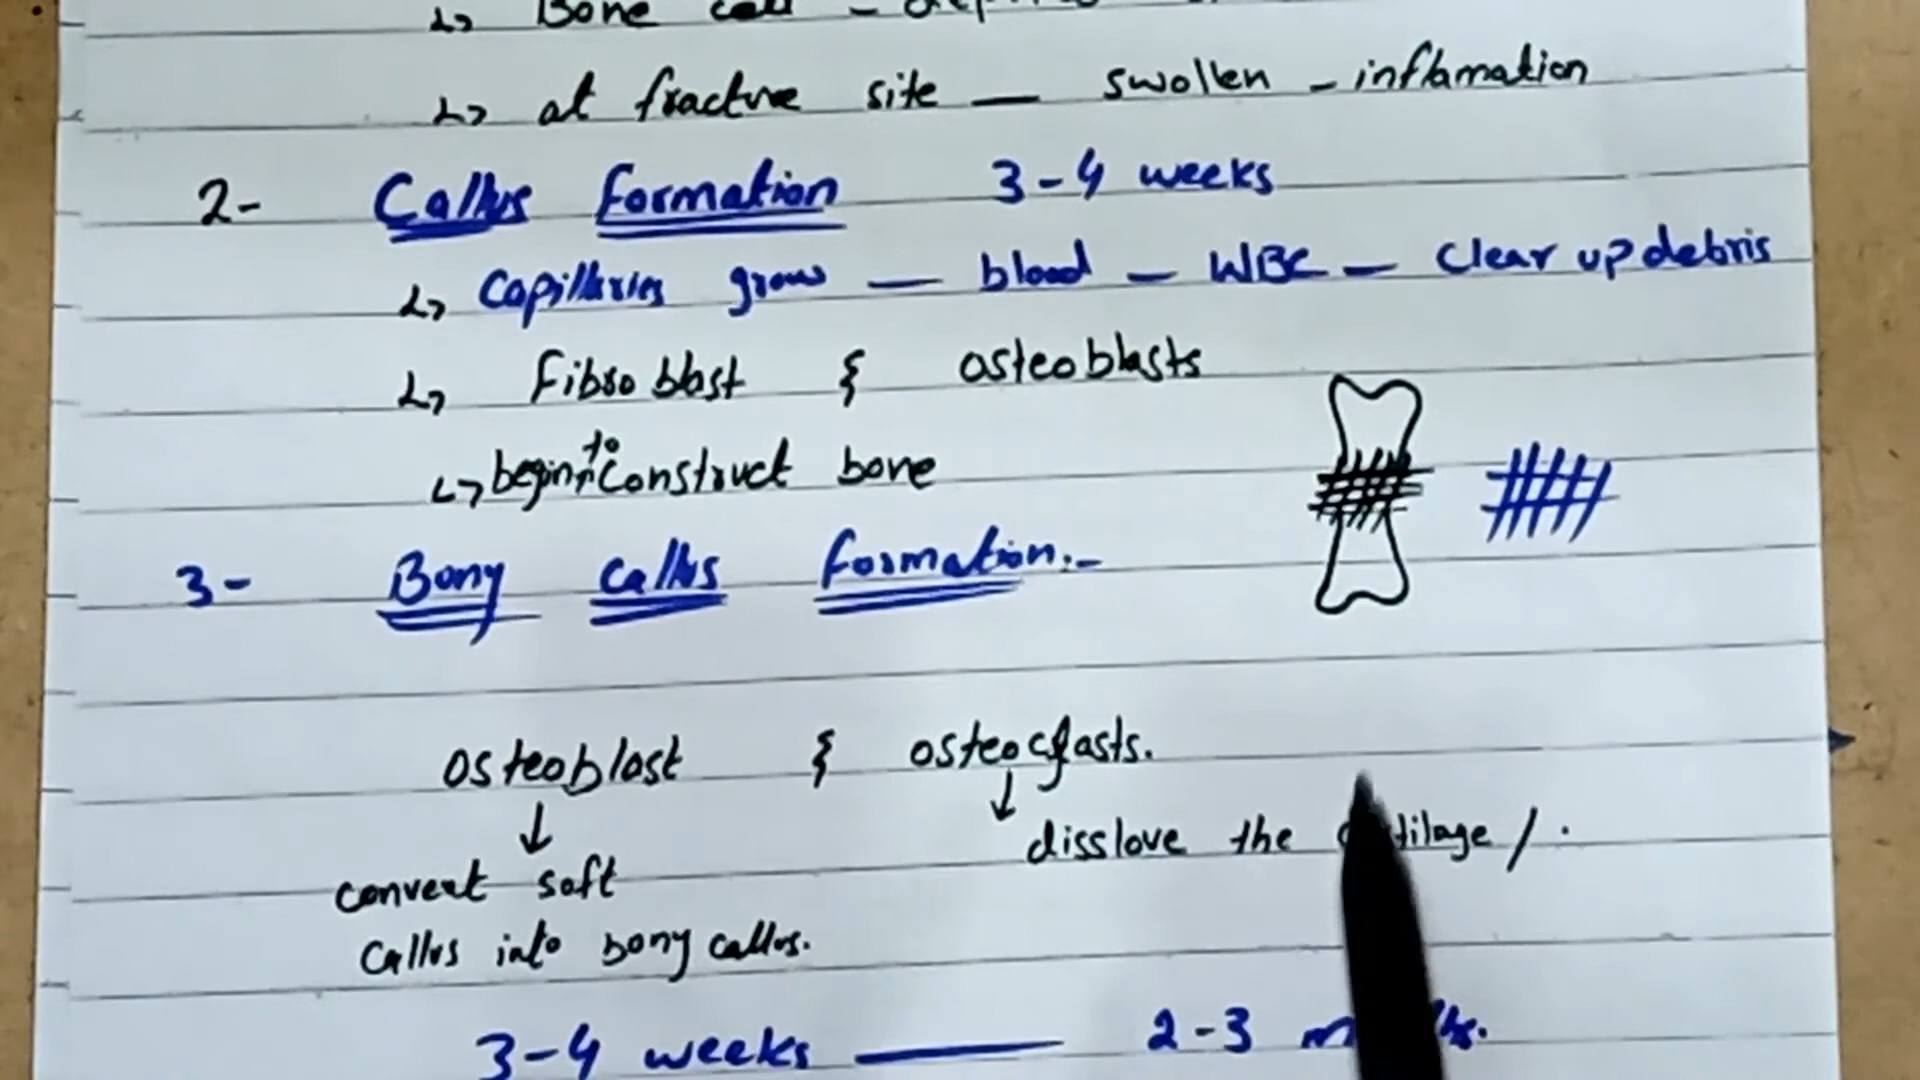 ↳ Bone cell –
↳ at fracture site — swollen – inflamation
2- Callus Formation 3-4 weeks
↳ Capillaries grow — blood — WBC — Clear up debris
↳ Fibroblast & osteoblasts
↳ begin to Construct bone
3- Bony Callus Formation:-
osteoblast & osteoclasts.
↓ ↓
disslove the /.
convert soft
Callus into bony callus.
3-4 weeks — 2-3